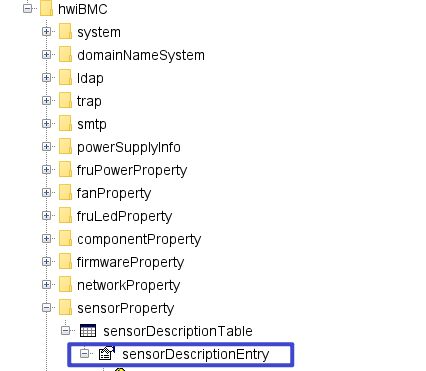 hwiBMC
system
domainNameSystem
ldap
trap
smtp
powerSupplyInfo
fruPowerProperty
fanProperty
fruLedProperty
componentProperty
firmwareProperty
networkProperty
sensorProperty
sensorDescriptionTable
sensorDescriptionEntry